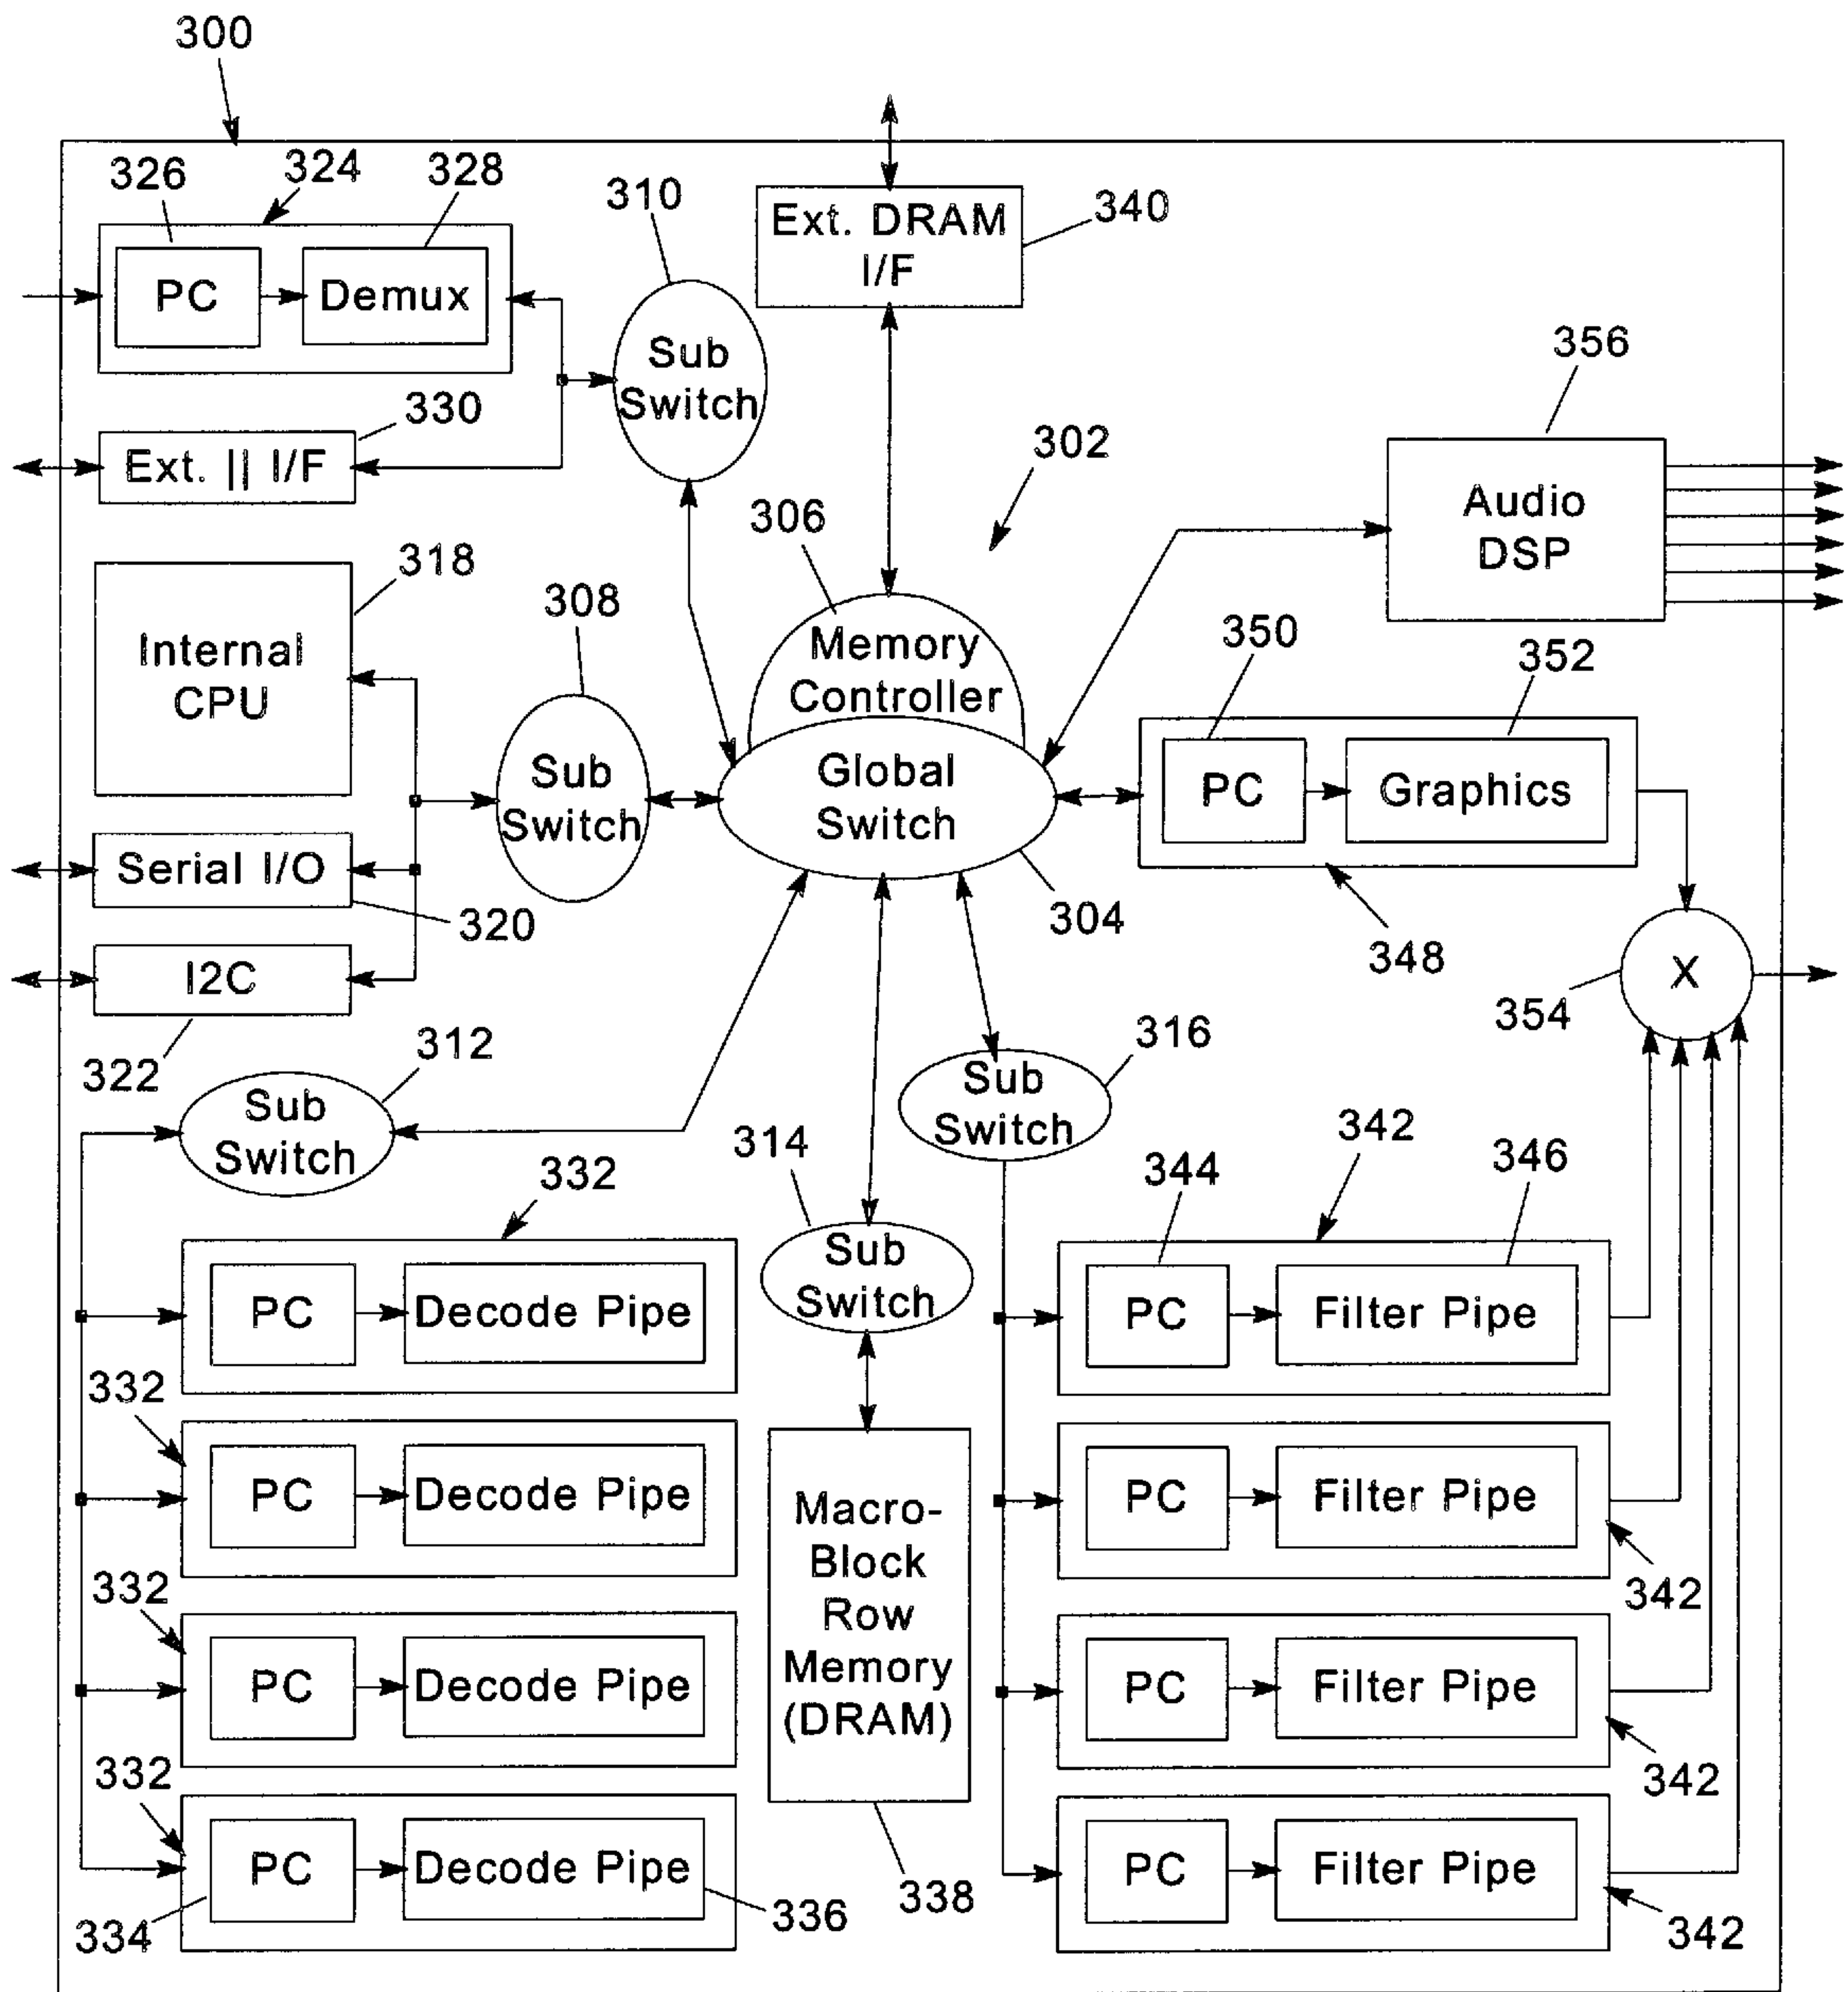 300
326
324
328
310
340
Ext. DRAM
I/F
PC
Demux
Sub
Switch
356
330
Ext. || I/F
302
Audio
DSP
306
318
308
Internal
CPU
Memory
Controller
350
352
Sub
Switch
Global
Switch
PC
Graphics
Serial I/O
320
304
348
I2C
X
354
322
312
316
Sub
Switch
Sub
Switch
314
332
342
344
346
Sub
Switch
PC
Decode Pipe
PC
Filter Pipe
332
PC
Decode Pipe
PC
Filter Pipe
Macro-
Block
Row
Memory
(DRAM)
332
342
PC
Decode Pipe
PC
Filter Pipe
332
342
PC
Decode Pipe
PC
Filter Pipe
334
336
338
342